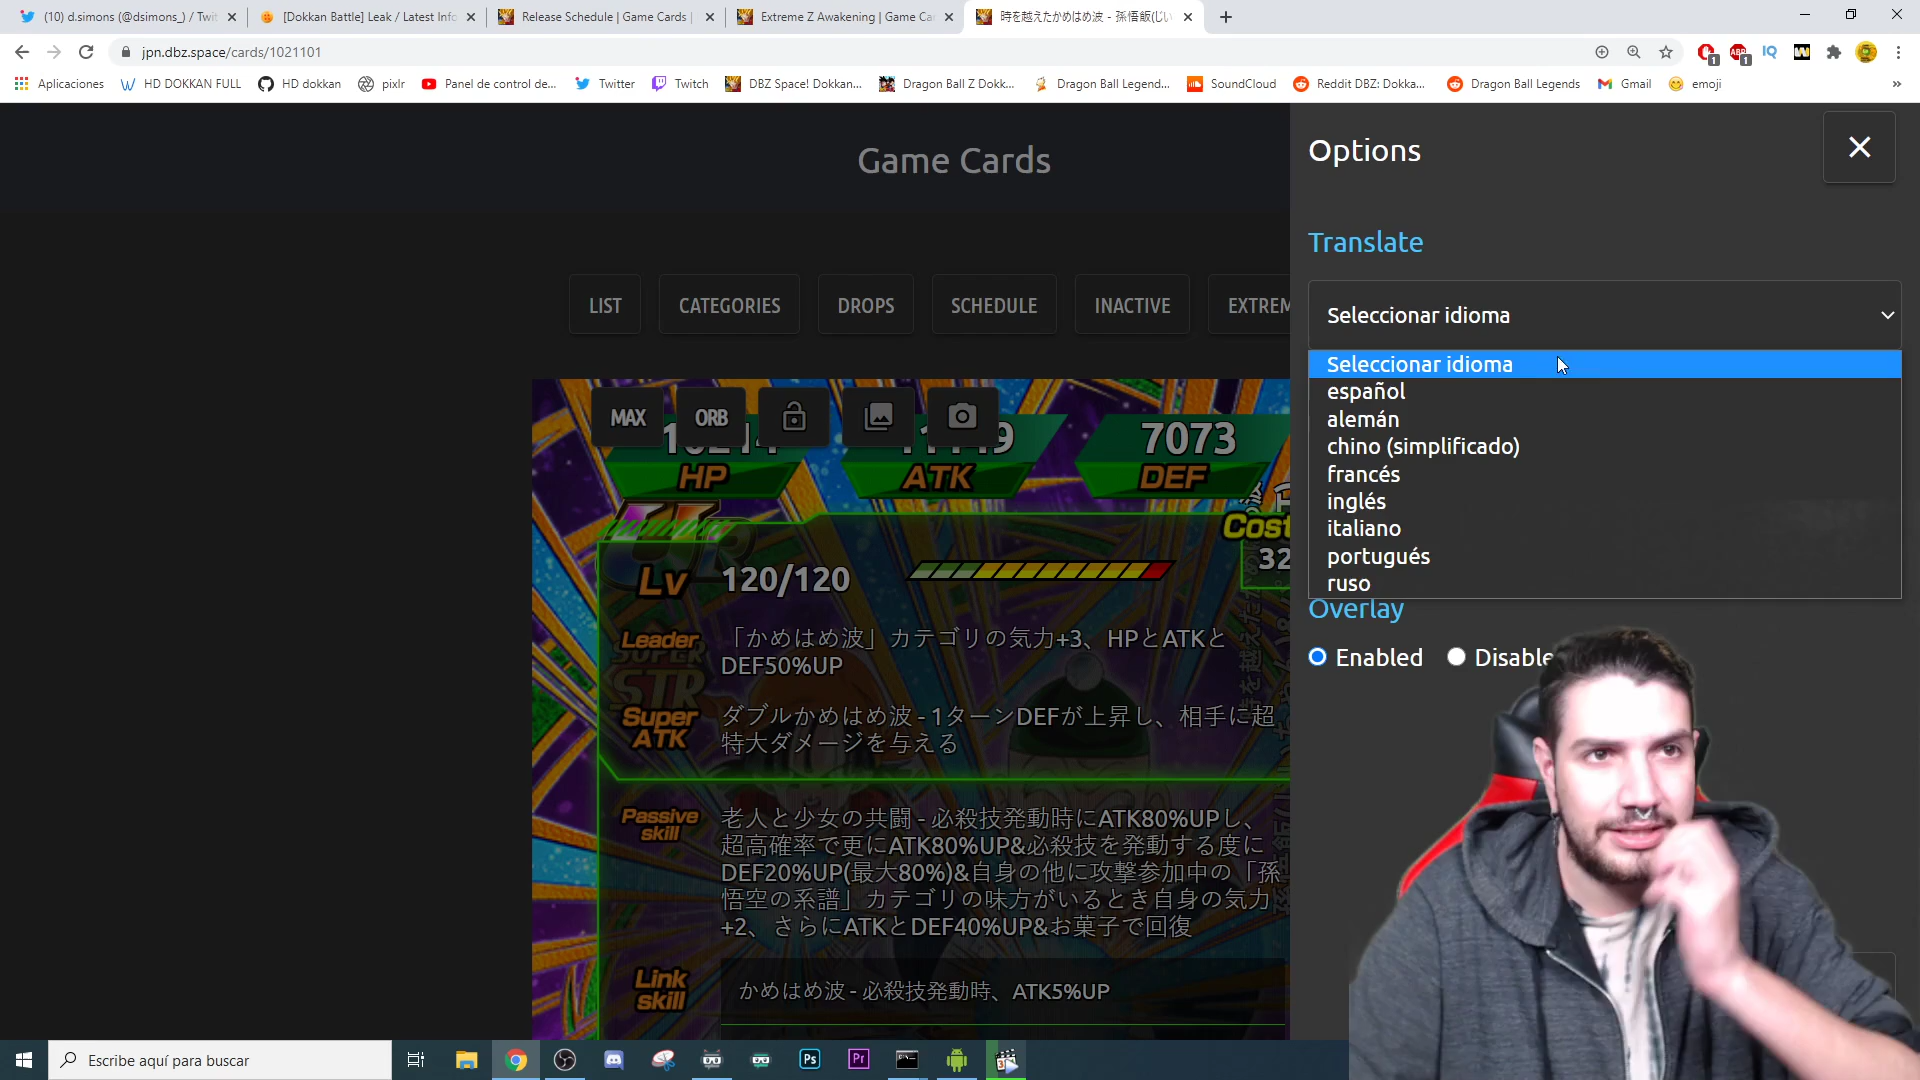 (10) d.simons (@dsimons_) / Twit
[Dokkan Battle] Leak / Latest Info
Release Schedule | Game Cards |
Extreme Z Awakening | Game Ca
時を越えたかめはめ波 - 孫悟飯(じい
jpn.dbz.space/cards/1021101
Aplicaciones
HD DOKKAN FULL
HD dokkan
pixlr
Panel de control de...
Twitter
Twitch
DBZ Space! Dokkan...
Dragon Ball Z Dokk...
Dragon Ball Legend...
SoundCloud
Reddit DBZ: Dokka...
Dragon Ball Legends
Gmail
emoji
»
Game Cards
LIST
CATEGORIES
DROPS
SCHEDULE
INACTIVE
EXTREM
MAX
ORB
7073
HP
ATK
DEF
Cost
32
Lv
120/120
Leader
「かめはめ波」カテゴリの気力+3、HPとATKと
DEF50%UP
SUPER
STR
Super
ATK
ダブルかめはめ波 - 1ターンDEFが上昇し、相手に超
特大ダメージを与える
Passive
skill
老人と少女の共闘 - 必殺技発動時にATK80%UPし、
超高確率で更にATK80%UP&必殺技を発動する度に
DEF20%UP(最大80%)&自身の他に攻撃参加中の「孫
悟空の系譜」カテゴリの味方がいるとき自身の気力
+2、さらにATKとDEF40%UP&お菓子で回復
Link
skill
かめはめ波 - 必殺技発動時、ATK5%UP
Options
Translate
Seleccionar idioma
Seleccionar idioma
español
alemán
chino (simplificado)
francés
inglés
italiano
portugués
ruso
Overlay
Enabled
Disable
Escribe aquí para buscar
Ps
Pr